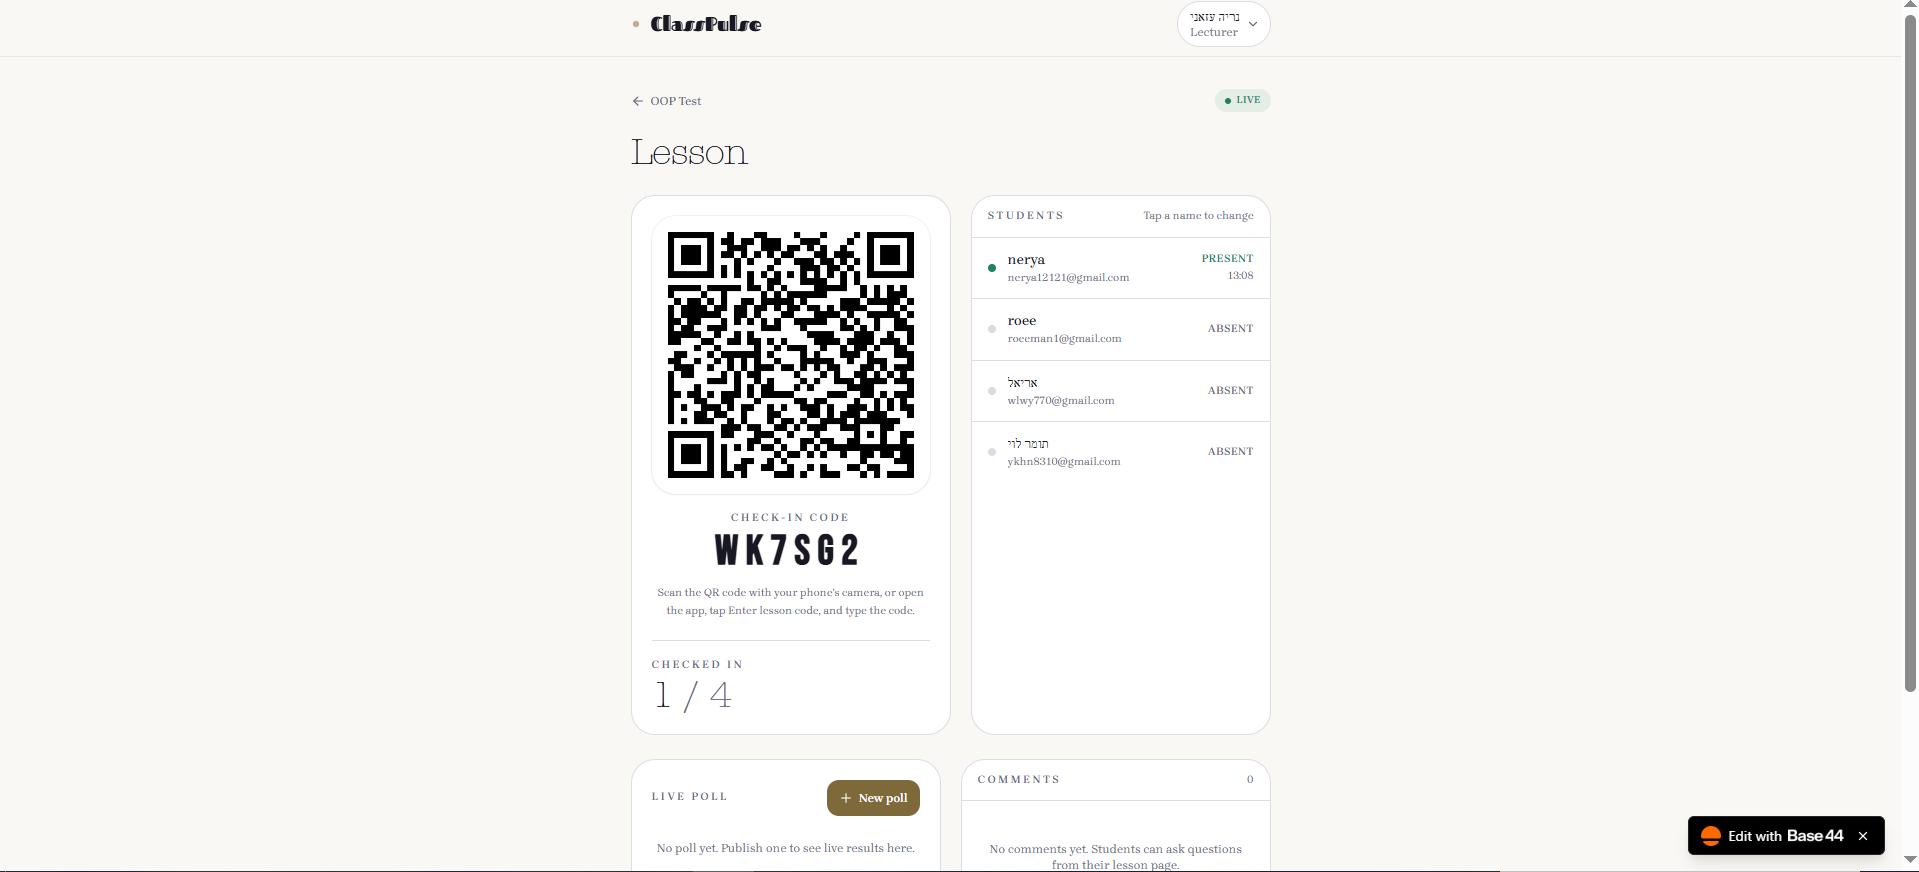 ClassPulse
נריה עזאני
Lecturer
OOP Test
LIVE
Lesson
CHECK-IN CODE
WK7SG2
Scan the QR code with your phone's camera, or open
the app, tap Enter lesson code, and type the code.
CHECKED IN
1 / 4
STUDENTS
Tap a name to change
nerya
PRESENT
nerya12121@gmail.com
13:08
roee
roeeman1@gmail.com
ABSENT
אריאל
wlwy770@gmail.com
ABSENT
תומר לוי
ykhn8310@gmail.com
ABSENT
LIVE POLL
New poll
No poll yet. Publish one to see live results here.
COMMENTS
0
No comments yet. Students can ask questions
from their lesson page.
Edit with Base44